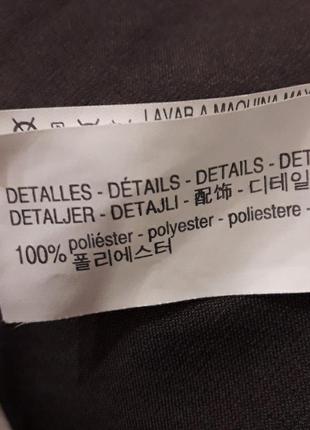 LAVAR A MAQUINA MAX
DETALLES - DÉTAILS - DETAILS - DET
DETALJER - DETAJLI - 配饰 - 디테일
100% poliéster - polyester - poliestere -
폴리에스터